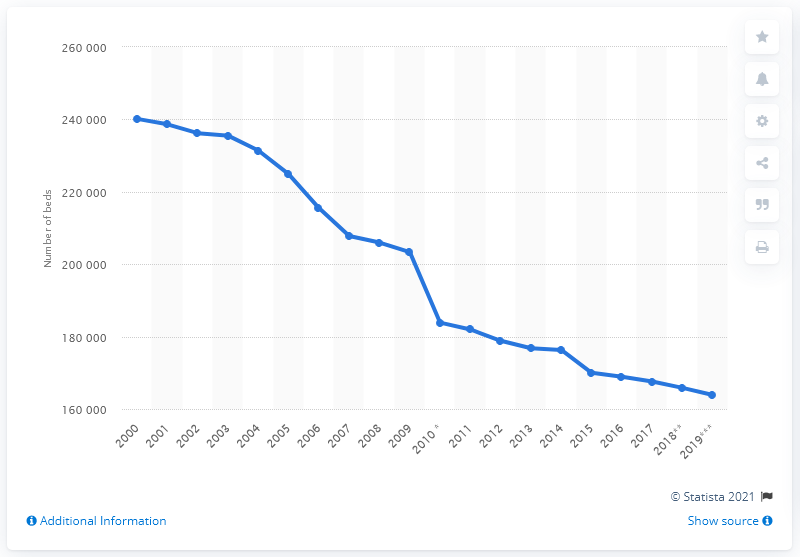 260 000
240 000
220 000
200 000
180 000
160 000
Number of beds
2000 2001 2002 2003 2004 2005 2006 2007 2008 2009 2010 * 2011 2012 2013 2014 2015 2016 2017 2018** 2019***
© Statista 2021
Additional Information
Show source